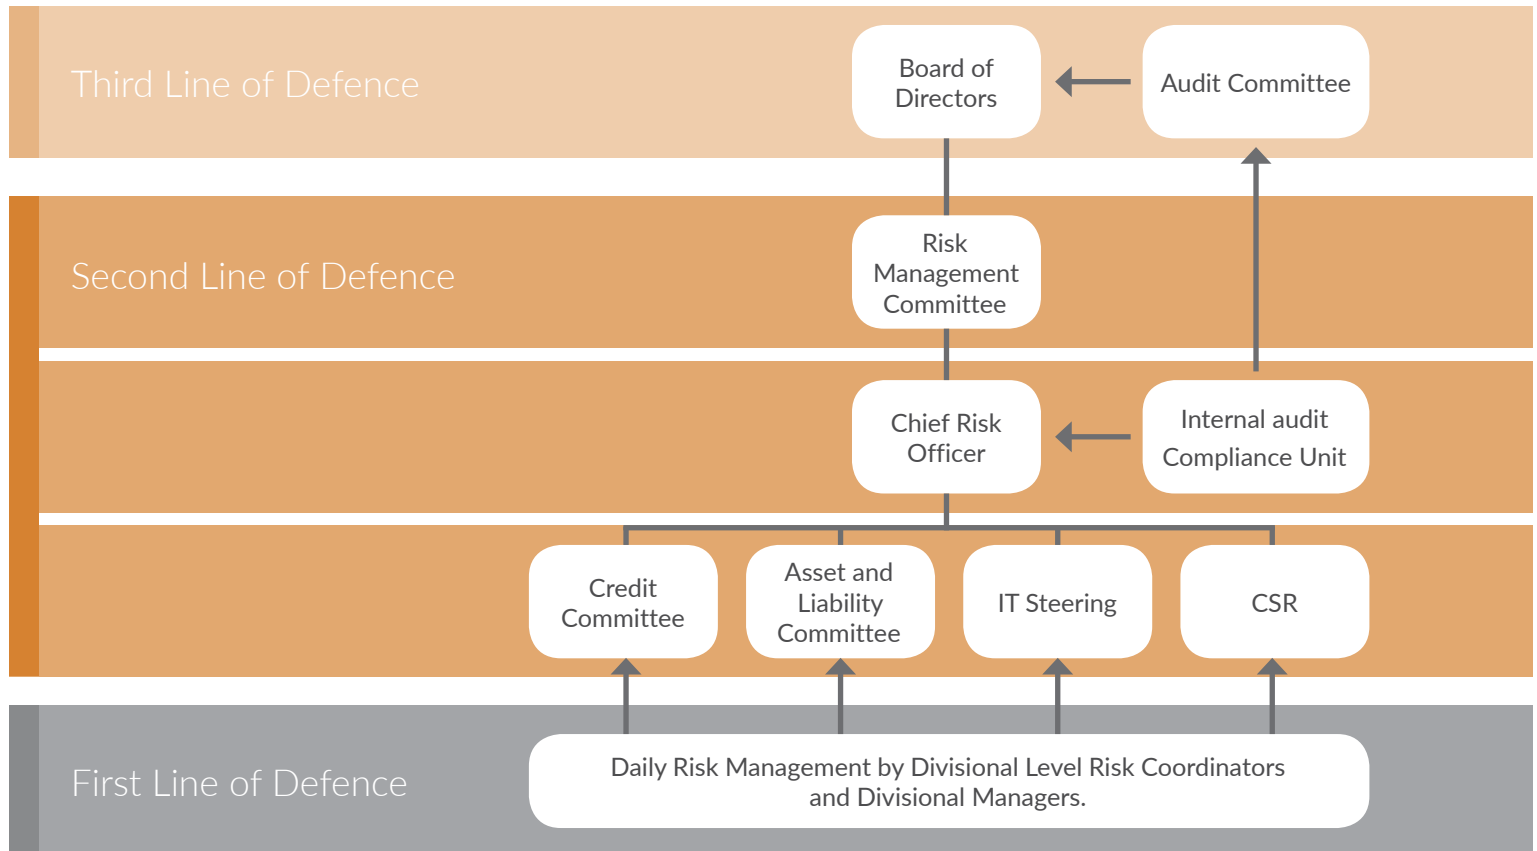 Third Line of Defence
Board of
Directors
Audit Committee
Second Line of Defence
Risk
Management
Committee
Chief Risk
Officer
Internal audit
Compliance Unit
Credit
Committee
Asset and
Liability
Committee
IT Steering
CSR
First Line of Defence
Daily Risk Management by Divisional Level Risk Coordinators
and Divisional Managers.